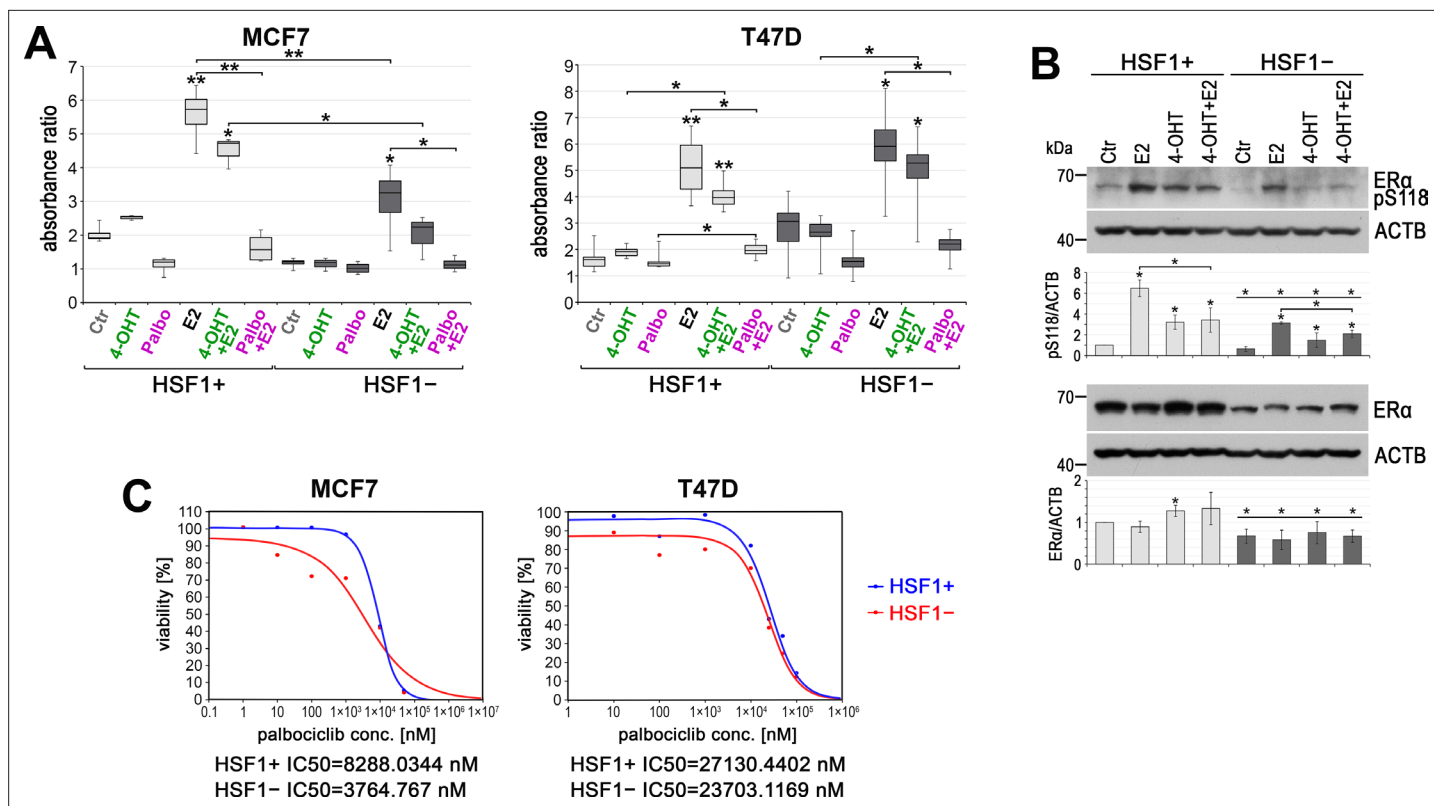 A
MCF7
absorbance ratio
7
6
5
4
3
2
1
0
**
**
**
*
*
*
*
Ctr
4-OHT
Palbo
E2
4-OHT
+E2
Palbo
+E2
Ctr
4-OHT
Palbo
E2
4-OHT
+E2
Palbo
+E2
HSF1+
HSF1−
T47D
absorbance ratio
9
8
7
6
5
4
3
2
1
0
*
*
**
**
*
*
*
*
*
Ctr
4-OHT
Palbo
E2
4-OHT
+E2
Palbo
+E2
Ctr
4-OHT
Palbo
E2
4-OHT
+E2
Palbo
+E2
HSF1+
HSF1−
B
HSF1+
HSF1−
kDa
Ctr
E2
4-OHT
4-OHT+E2
Ctr
E2
4-OHT
4-OHT+E2
70
ERα
pS118
40
ACTB
pS118/ACTB
8
6
4
2
0
*
*
*
*
*
*
*
*
*
*
*
*
70
ERα
40
ACTB
ERα/ACTB
2
1
0
*
*
*
*
*
C
MCF7
viability [%]
110
100
90
80
70
60
50
40
30
20
10
0
0.1
1
10
100
1×10³
1×10⁴
1×10⁵
1×10⁶
1×10⁷
palbociclib conc. [nM]
HSF1+ IC50=8288.0344 nM
HSF1− IC50=3764.767 nM
T47D
viability [%]
100
90
80
70
60
50
40
30
20
10
0
1
10
100
1×10³
1×10⁴
1×10⁵
1×10⁶
palbociclib conc. [nM]
HSF1+ IC50=27130.4402 nM
HSF1− IC50=23703.1169 nM
HSF1+
HSF1−